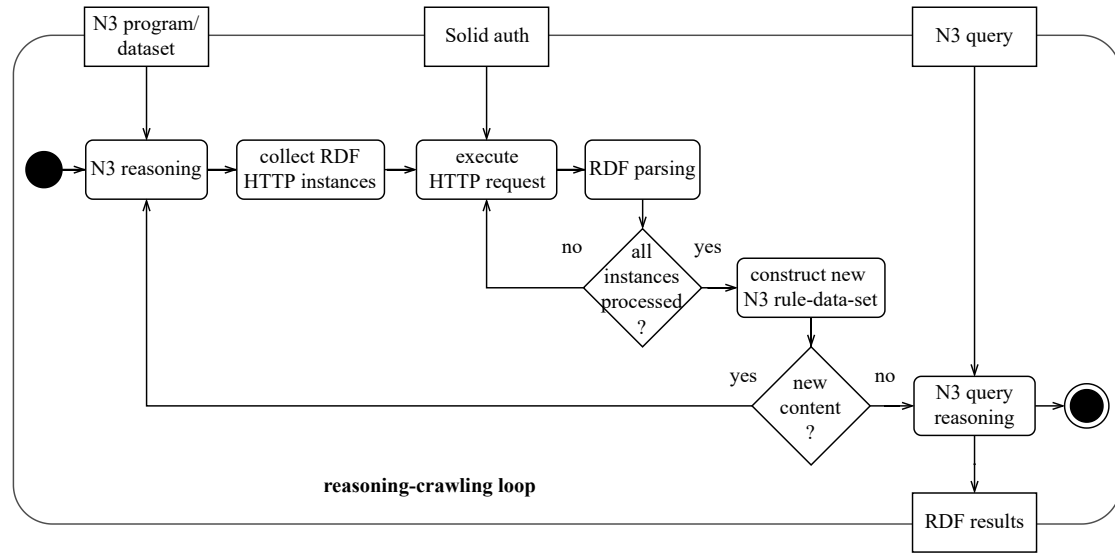 N3 program/
dataset
Solid auth
N3 query
N3 reasoning
collect RDF
HTTP instances
execute
HTTP request
RDF parsing
no
all
instances
processed
?
yes
construct new
N3 rule-data-set
yes
new
content
?
no
N3 query
reasoning
reasoning-crawling loop
RDF results